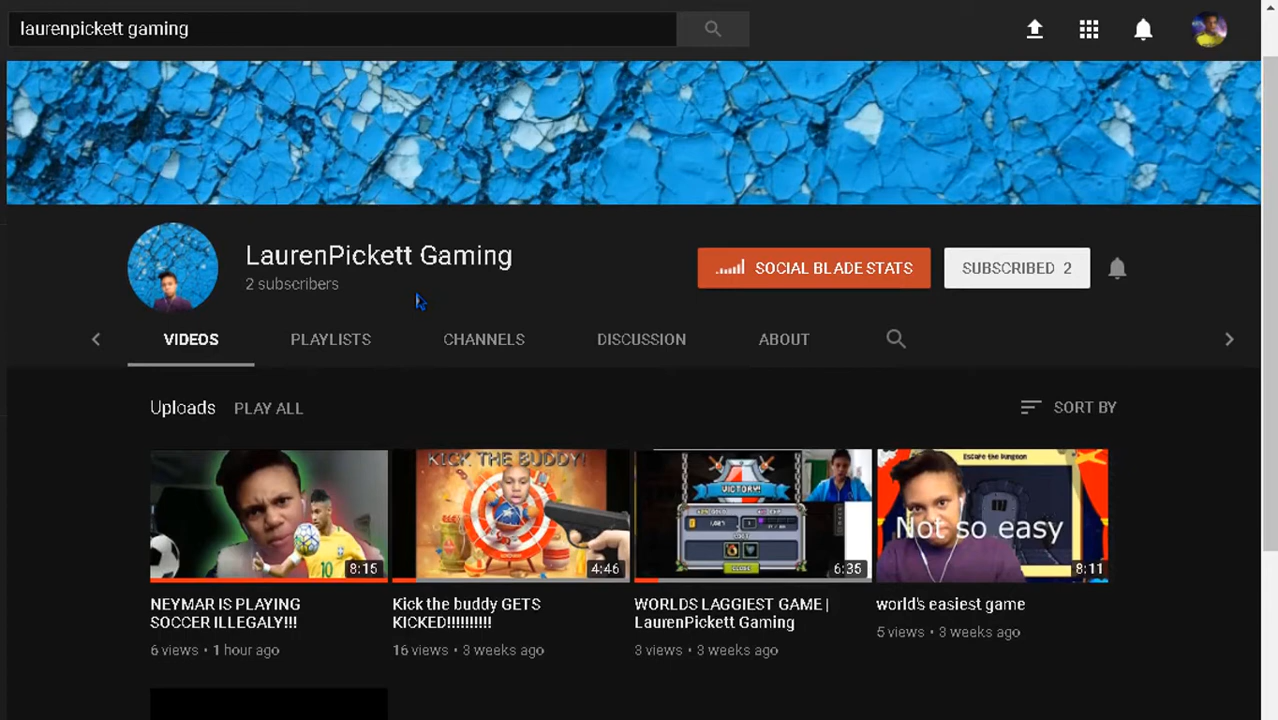 laurenpickett gaming
LaurenPickett Gaming
2 subscribers
SOCIAL BLADE STATS
SUBSCRIBED 2
VIDEOS PLAYLISTS CHANNELS DISCUSSION ABOUT
Uploads PLAY ALL SORT BY
KICK THE BUDDY!
VICTORY!
Escape the Dungeon
Not so easy
10
CLOSE
8:15 4:46 6:35 8:11
NEYMAR IS PLAYING
SOCCER ILLEGALY!!!
6 views • 1 hour ago
Kick the buddy GETS
KICKED!!!!!!!!!!
16 views • 3 weeks ago
WORLDS LAGGIEST GAME |
LaurenPickett Gaming
3 views • 3 weeks ago
world's easiest game
5 views • 3 weeks ago